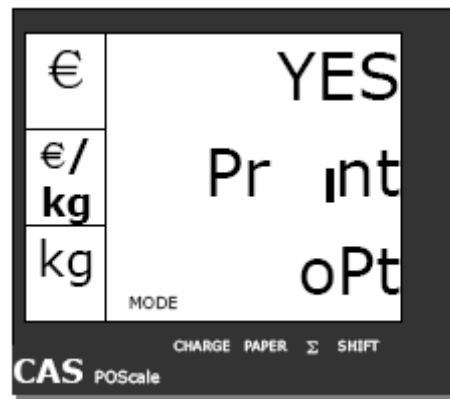 € YES
€/kg Pr ınt
kg oPt
MODE
CHARGE PAPER Σ SHIFT
CAS POScale